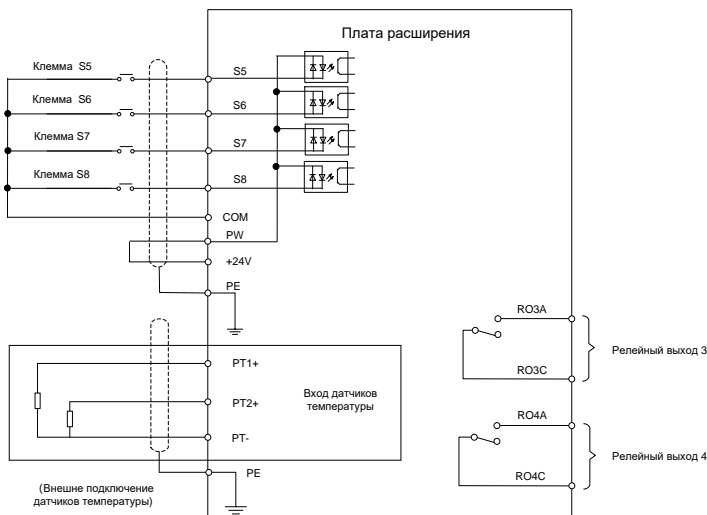 Плата расширения
Клемма S5
S5
Клемма S6
S6
Клемма S7
S7
Клемма S8
S8
COM
PW
+24V
PE
RO3A
Релейный выход 3
RO3C
PT1+
PT2+
Вход датчиков
температуры
PT-
RO4A
Релейный выход 4
RO4C
PE
(Внешне подключение
датчиков температуры)